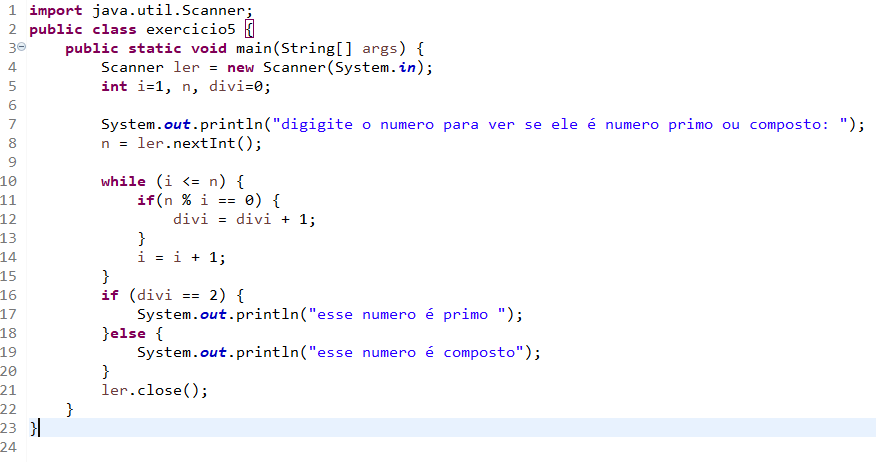 1 import java.util.Scanner;
2 public class exercicio5 {
3 public static void main(String[] args) {
4 Scanner ler = new Scanner(System.in);
5 int i=1, n, divi=0;
6
7 System.out.println("digigite o numero para ver se ele é numero primo ou composto: ");
8 n = ler.nextInt();
9
10 while (i <= n) {
11 if(n % i == 0) {
12 divi = divi + 1;
13 }
14 i = i + 1;
15 }
16 if (divi == 2) {
17 System.out.println("esse numero é primo ");
18 }else {
19 System.out.println("esse numero é composto");
20 }
21 ler.close();
22 }
23 }
24